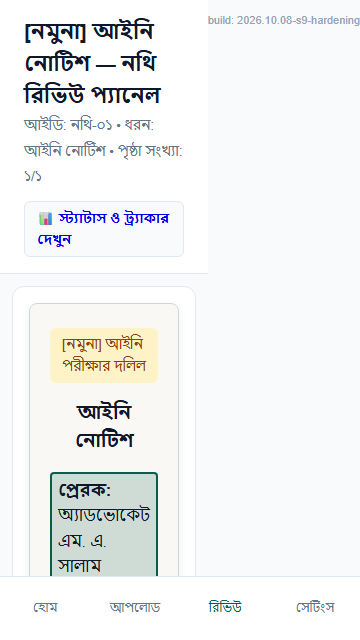 [নমুনা] আইনি
নোটিশ — নথি
রিভিউ প্যানেল
build: 2026.10.08-s9-hardening
আইডি: নথি-০১ • ধরন:
আইনি নোটিশ • পৃষ্ঠা সংখ্যা:
১/১
স্ট্যাটাস ও ট্র্যাকার
দেখুন
[নমুনা] আইনি
পরীক্ষার দলিল
আইনি
নোটিশ
প্রেরক:
অ্যাডভোকেট
এম. এ.
সালাম
হোম আপলোড রিভিউ সেটিংস